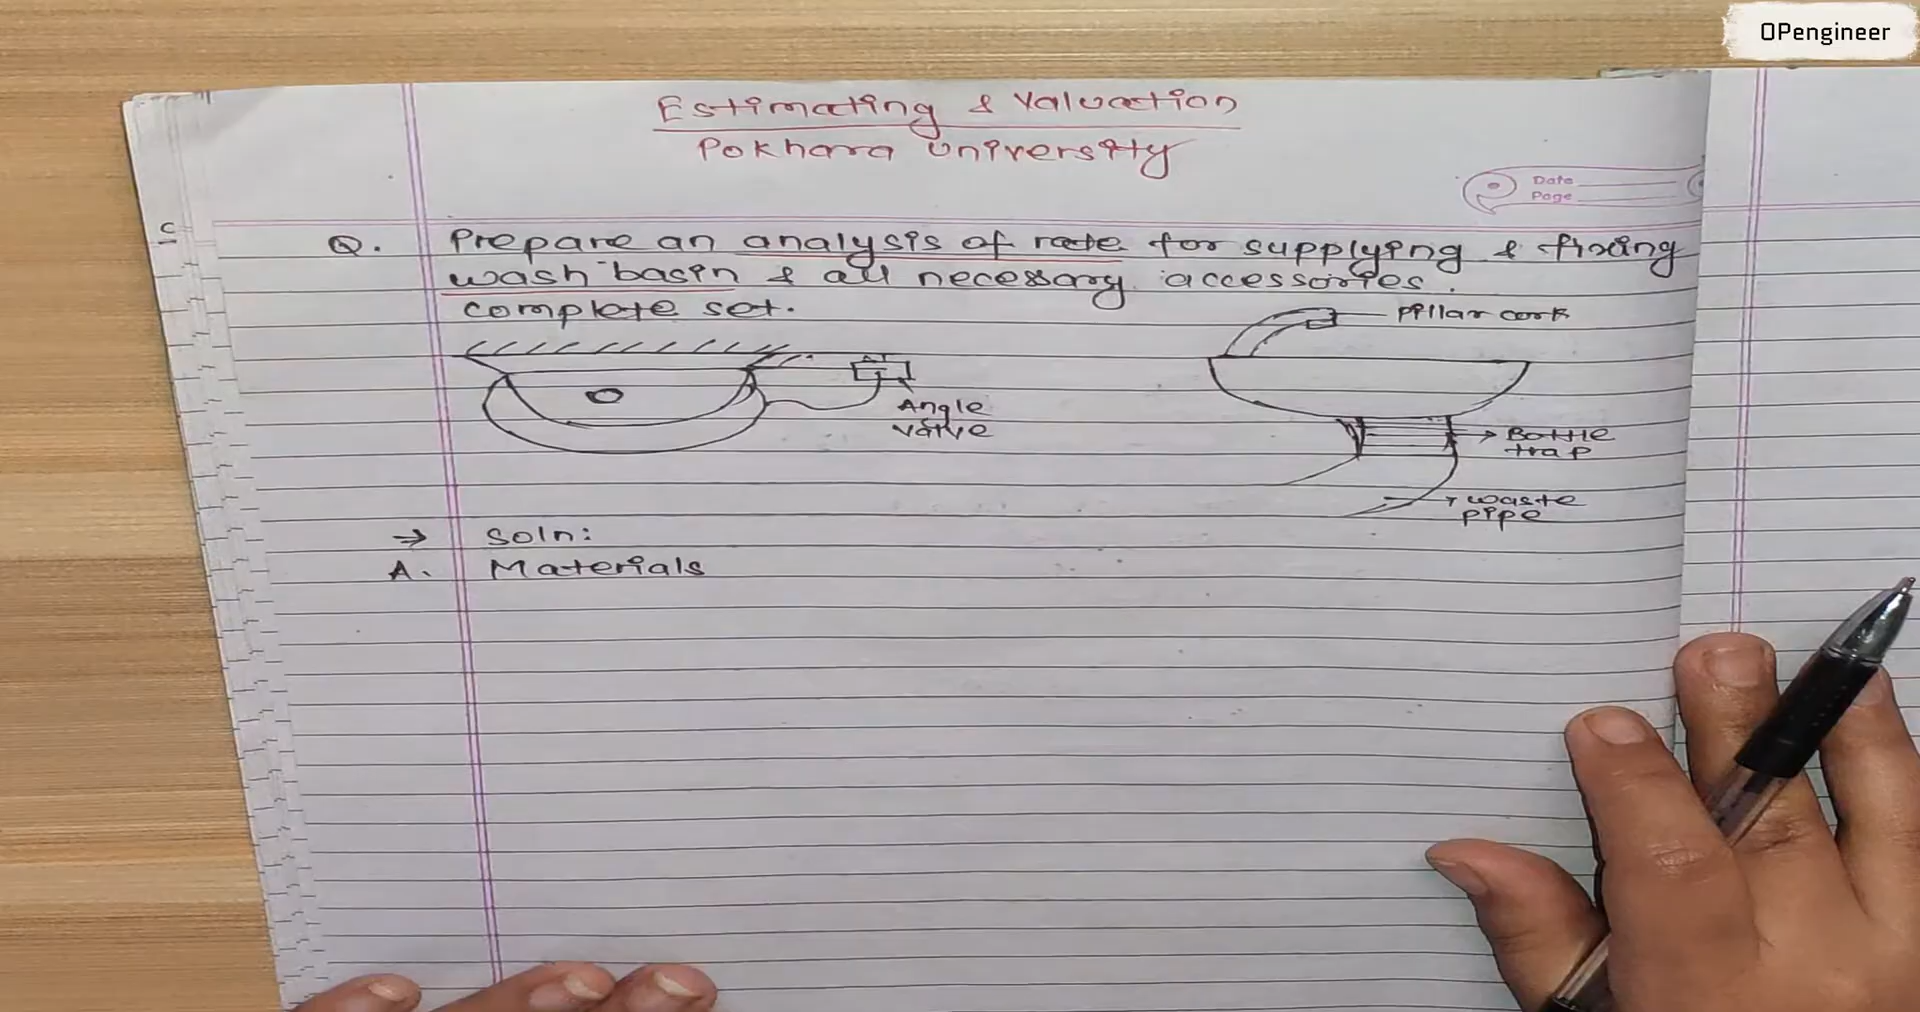 OPengineer
Estimating & Valuation
Pokhara University
Date
Page
Q. Prepare an analysis of rate for supplying & fixing
wash basin & all necessary accessories.
complete set.
Pillar cork
Angle
valve
Bottle
trap
waste
pipe
→ Soln:
A. Materials